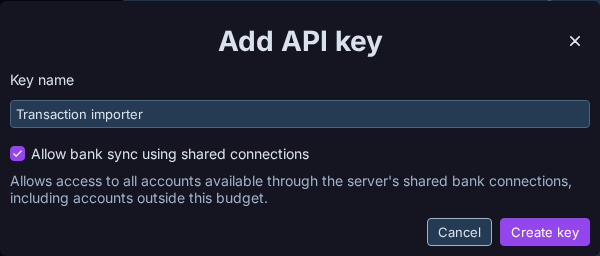 Add API key
Key name
Transaction importer
Allow bank sync using shared connections
Allows access to all accounts available through the server's shared bank connections,
including accounts outside this budget.
Cancel
Create key